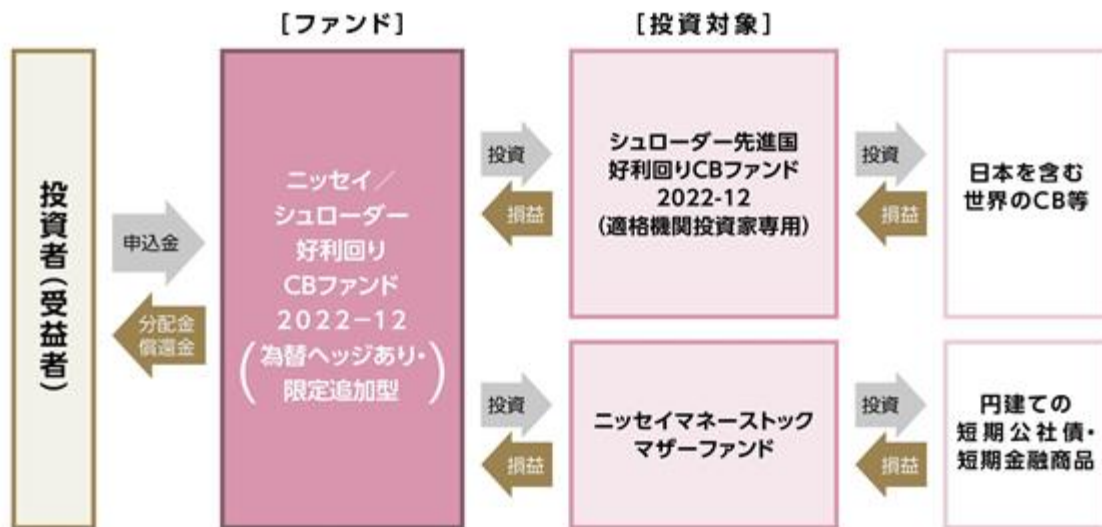 ［ファンド］
［投資対象］
投資者（受益者）
申込金
分配金
償還金
ニッセイ／
シュローダー
好利回り
CBファンド
2022－12
（為替ヘッジあり・
限定追加型）
投資
損益
シュローダー先進国
好利回りCBファンド
2022-12
（適格機関投資家専用）
投資
損益
日本を含む
世界のCB等
投資
損益
ニッセイマネーストック
マザーファンド
投資
損益
円建ての
短期公社債・
短期金融商品